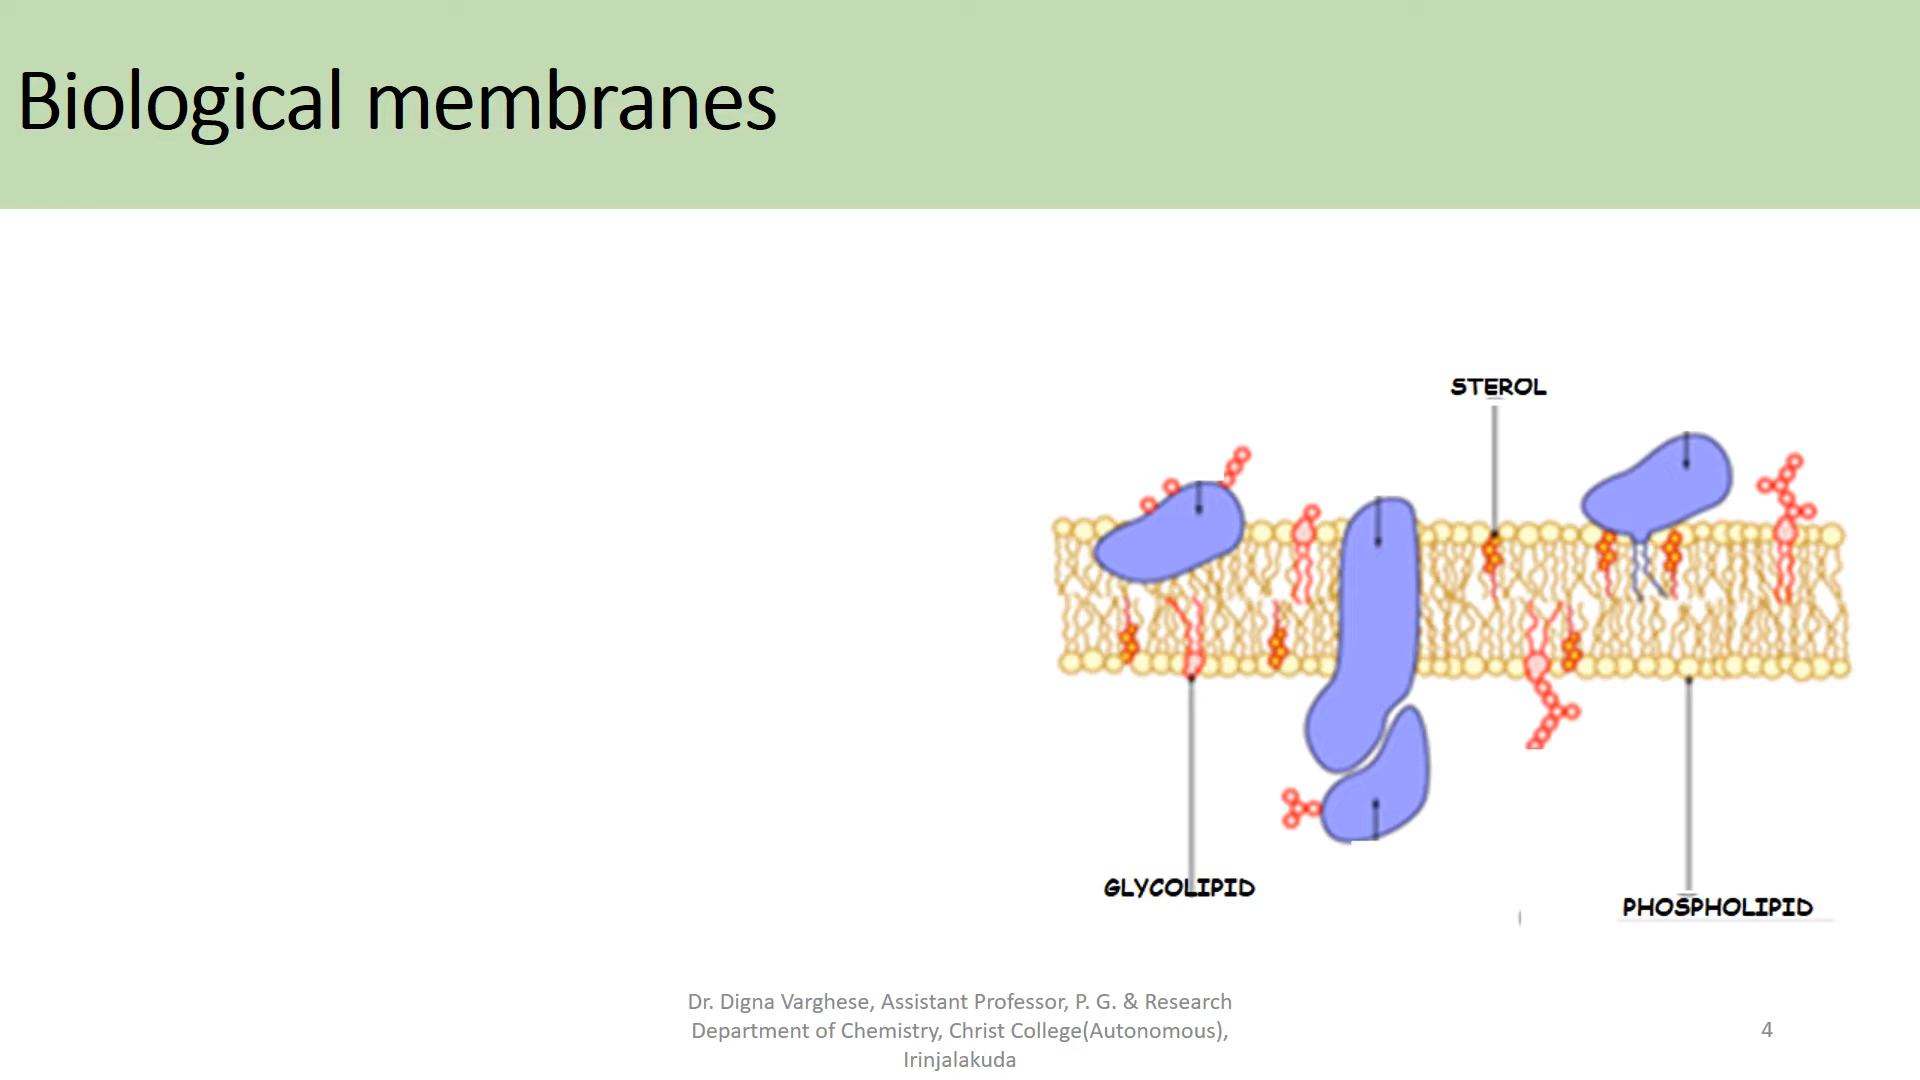 Biological membranes
STEROL
GLYCOLIPID
PHOSPHOLIPID
Dr. Digna Varghese, Assistant Professor, P. G. & Research
Department of Chemistry, Christ College(Autonomous),
Irinjalakuda
4